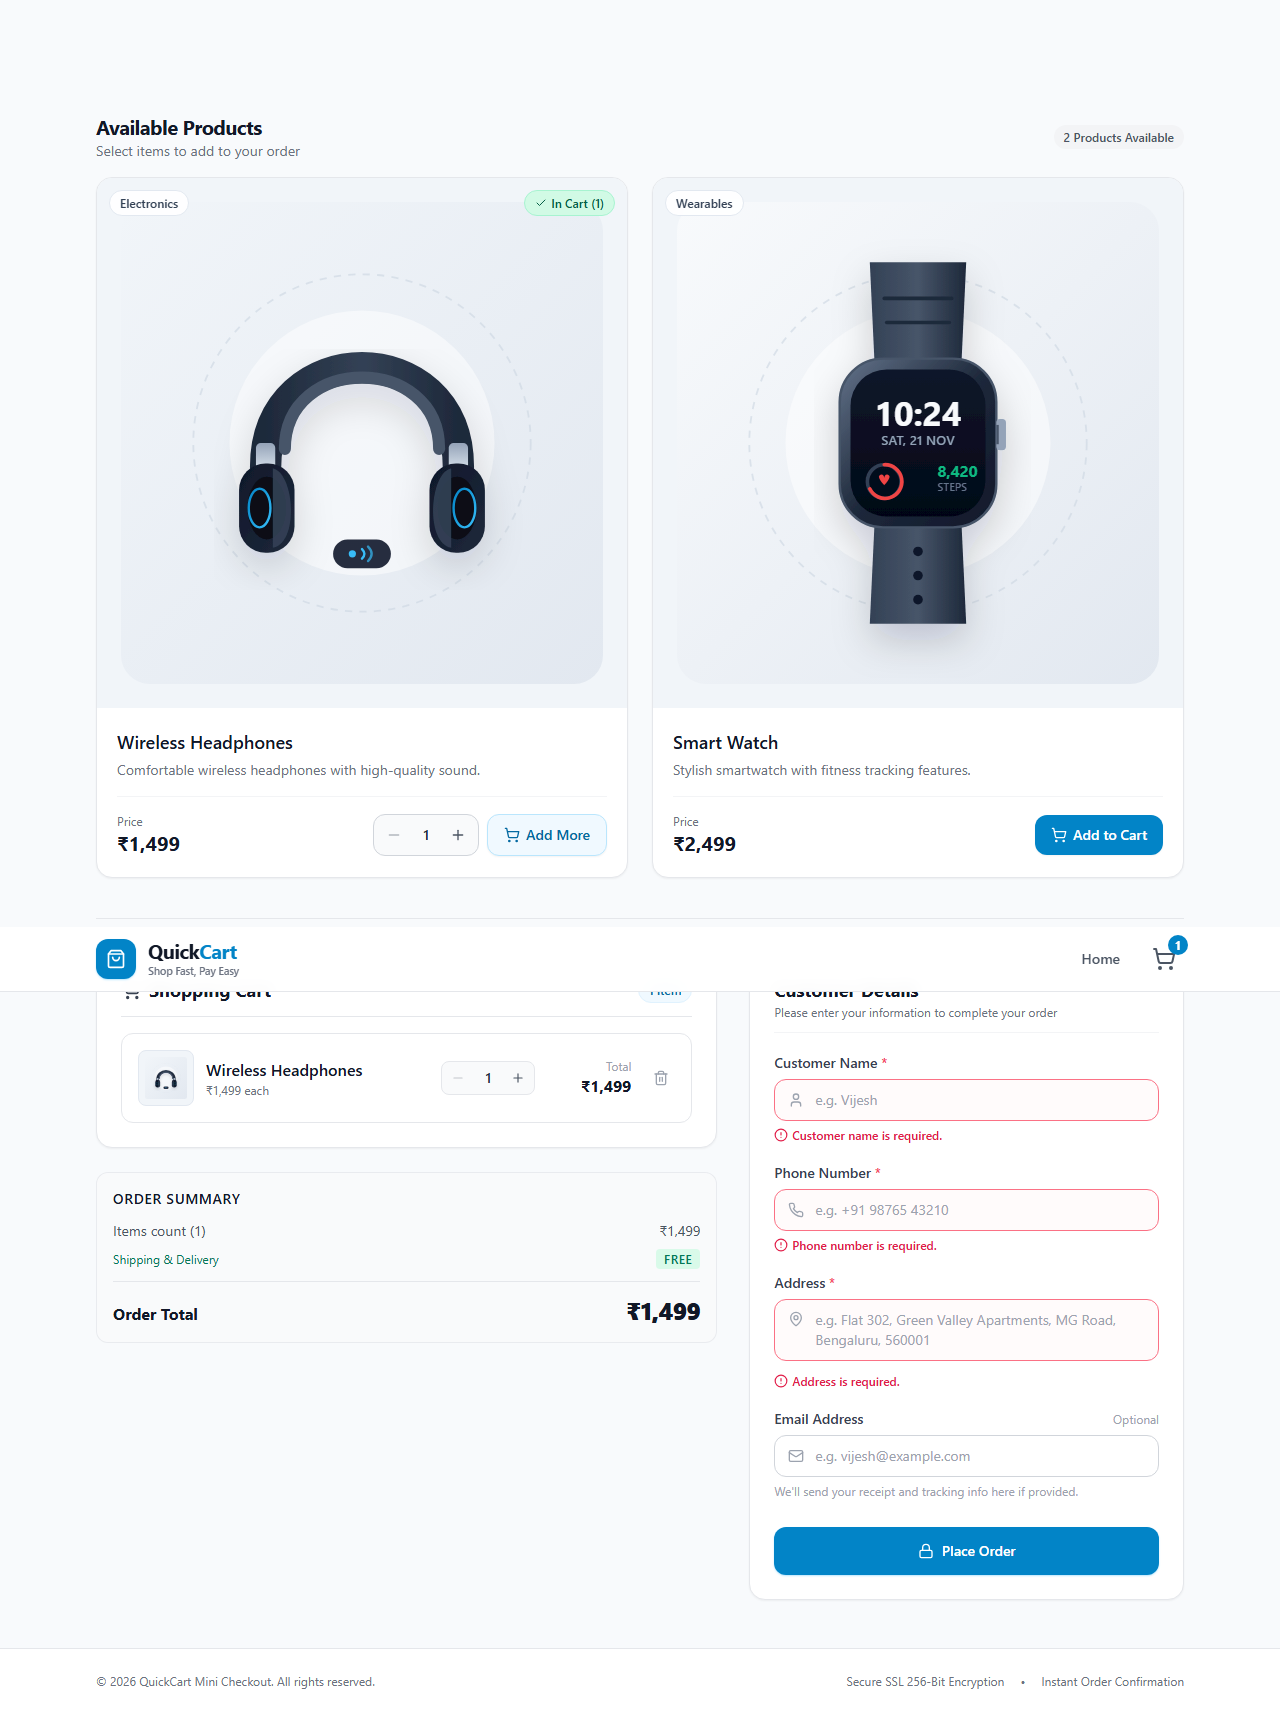 Available Products
Select items to add to your order
2 Products Available
Electronics
In Cart (1)
Wearables
10:24
SAT, 21 NOV
8,420
STEPS
Wireless Headphones
Comfortable wireless headphones with high-quality sound.
Price
₹1,499
1
Add More
Smart Watch
Stylish smartwatch with fitness tracking features.
Price
₹2,499
Add to Cart
QuickCart
Shop Fast, Pay Easy
Home
1
Shopping Cart
1 item
Wireless Headphones
₹1,499 each
1
Total
₹1,499
ORDER SUMMARY
Items count (1)
₹1,499
Shipping & Delivery
FREE
Order Total
₹1,499
Customer Details
Please enter your information to complete your order
Customer Name *
e.g. Vijesh
Customer name is required.
Phone Number *
e.g. +91 98765 43210
Phone number is required.
Address *
e.g. Flat 302, Green Valley Apartments, MG Road,
Bengaluru, 560001
Address is required.
Email Address
Optional
e.g. vijesh@example.com
We'll send your receipt and tracking info here if provided.
Place Order
© 2026 QuickCart Mini Checkout. All rights reserved.
Secure SSL 256-Bit Encryption • Instant Order Confirmation